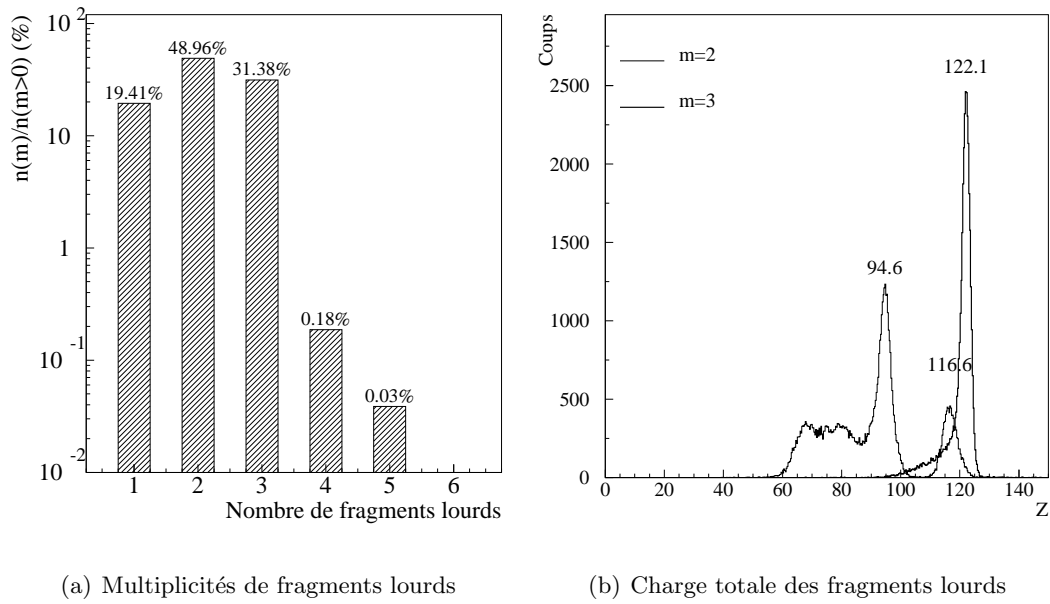 n(m)/n(m>0) (%)
10 2
10
1
10 -1
10 -2
19.41%
48.96%
31.38%
0.18%
0.03%
1 2 3 4 5 6
Nombre de fragments lourds
(a) Multiplicités de fragments lourds
Coups
2500
2000
1500
1000
500
0
m=2
m=3
122.1
94.6
116.6
0 20 40 60 80 100 120 140
Z
(b) Charge totale des fragments lourds